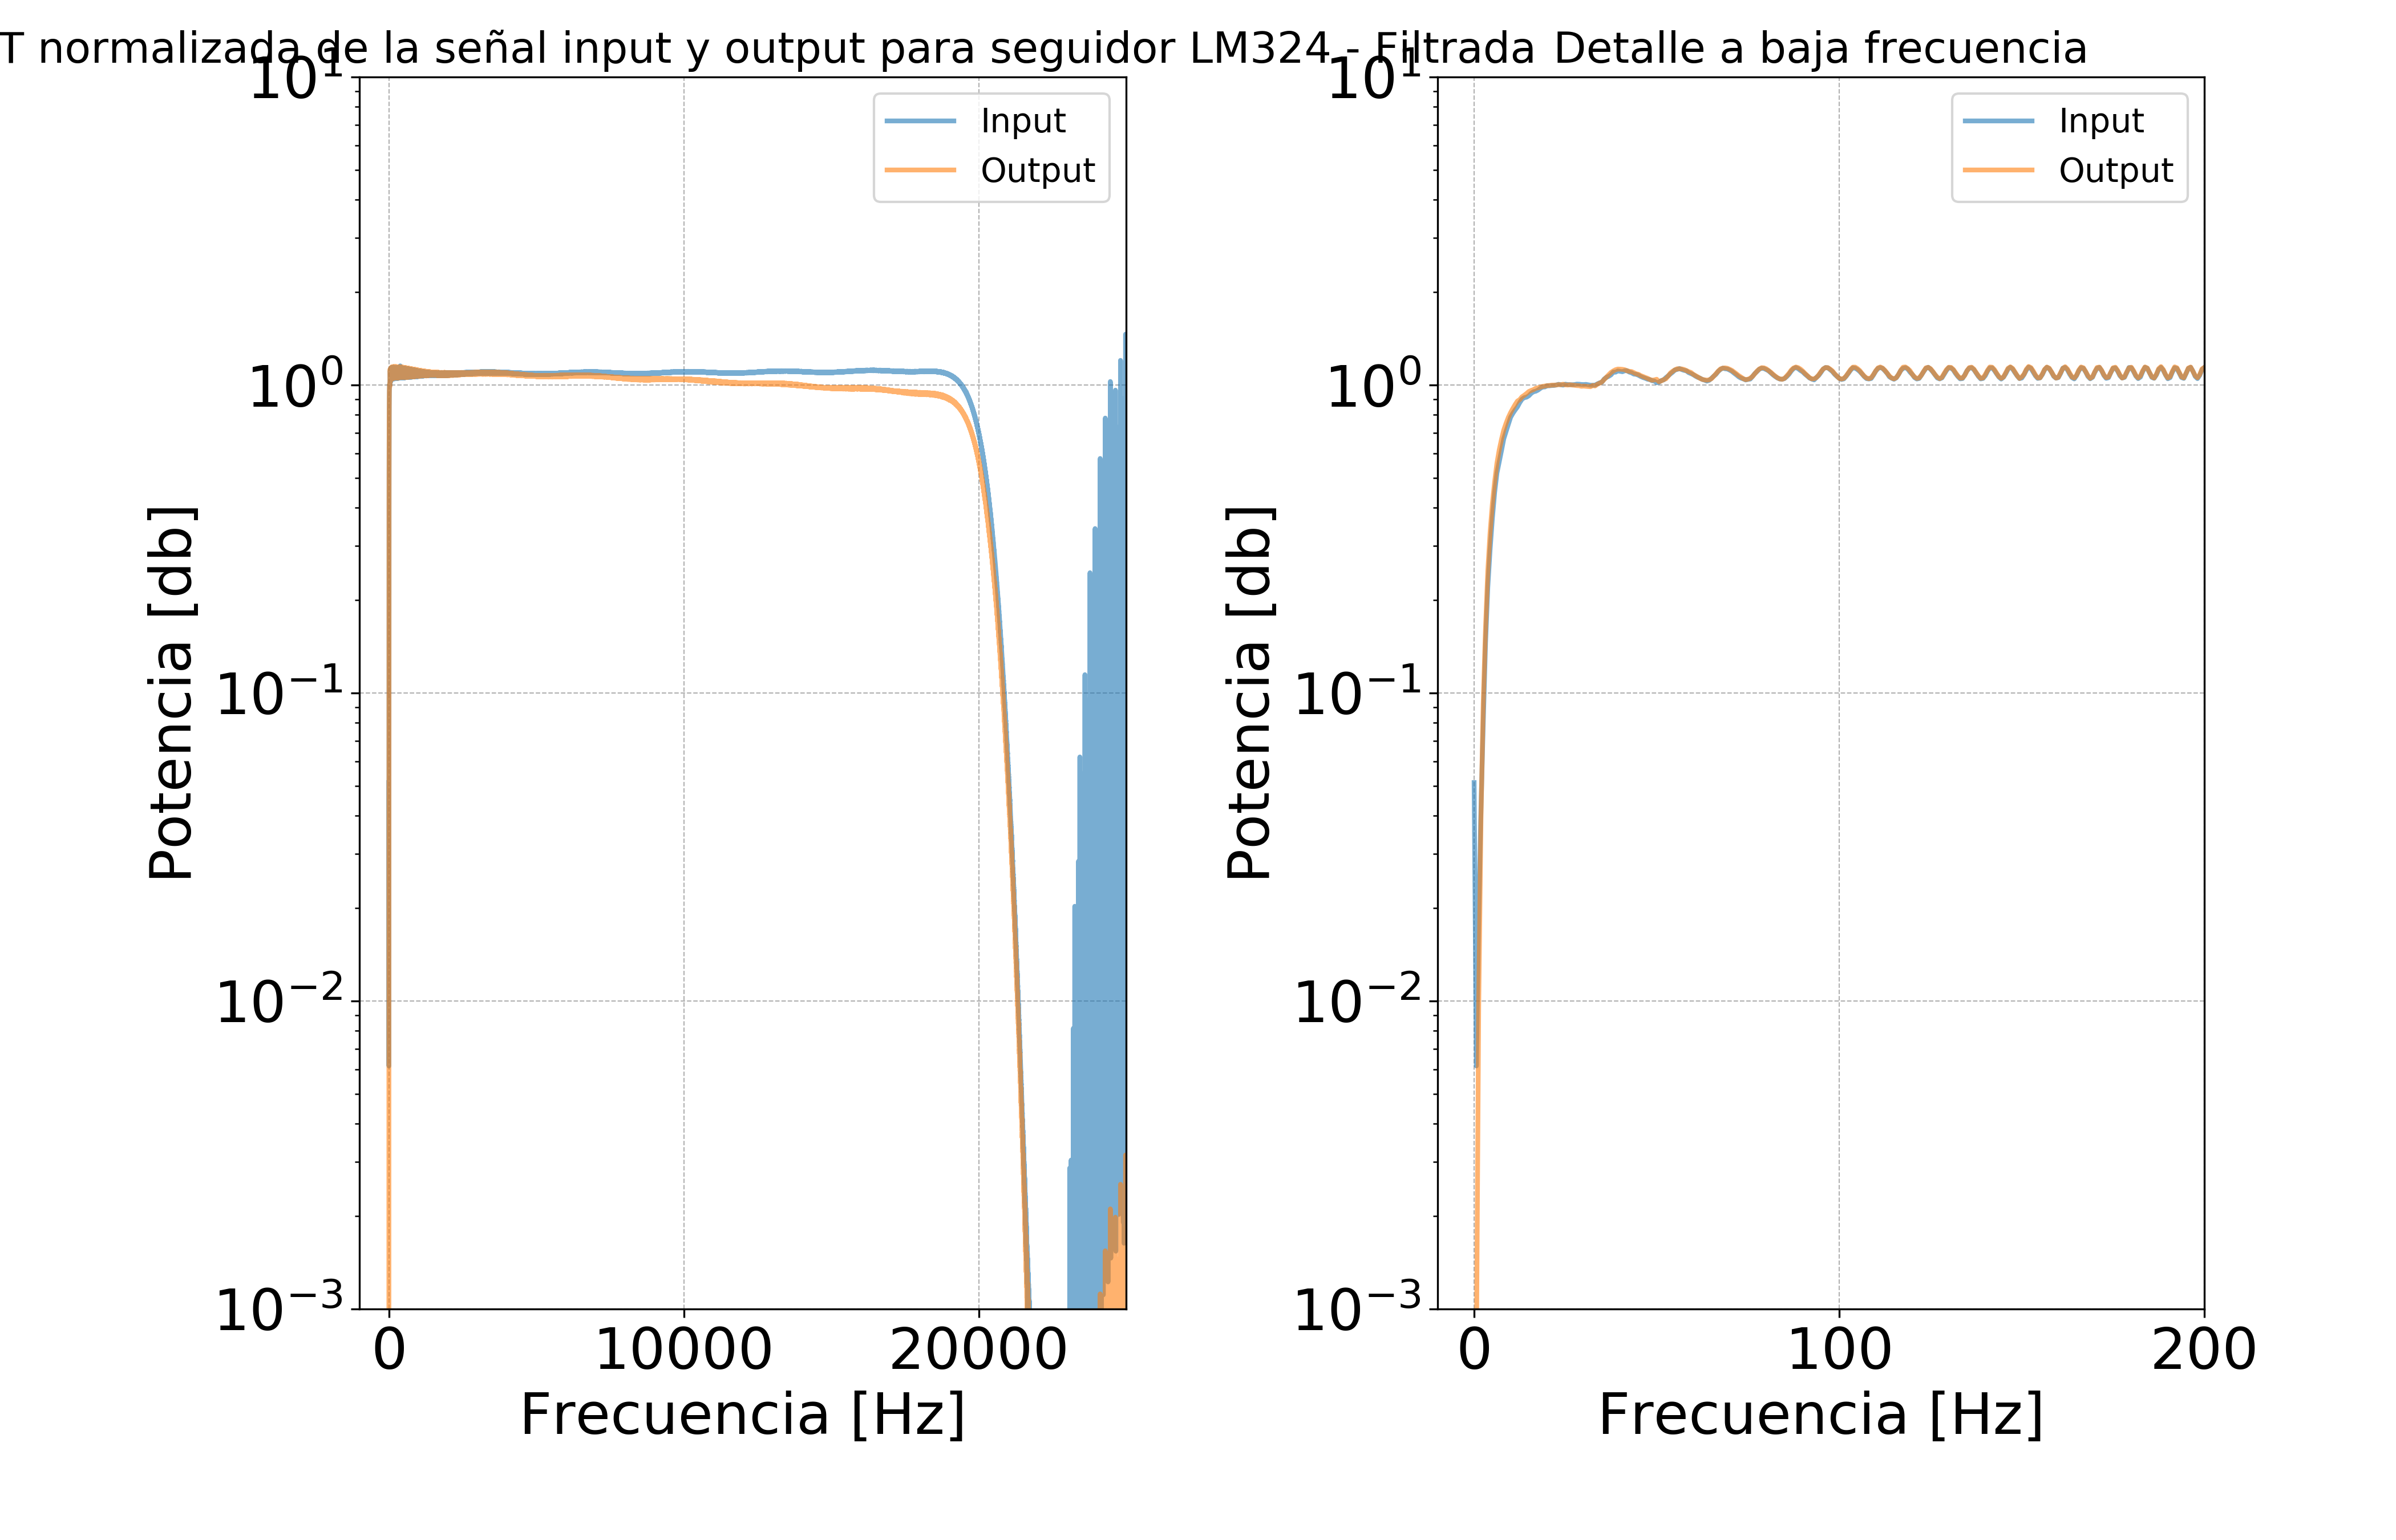 T normalizada de la señal input y output para seguidor LM324 - Filtrada Detalle a baja frecuencia
10¹
10⁰
10⁻¹
10⁻²
10⁻³
Potencia [db]
Input
Output
0 10000 20000
Frecuencia [Hz]
10¹
10⁰
10⁻¹
10⁻²
10⁻³
Potencia [db]
Input
Output
0 100 200
Frecuencia [Hz]